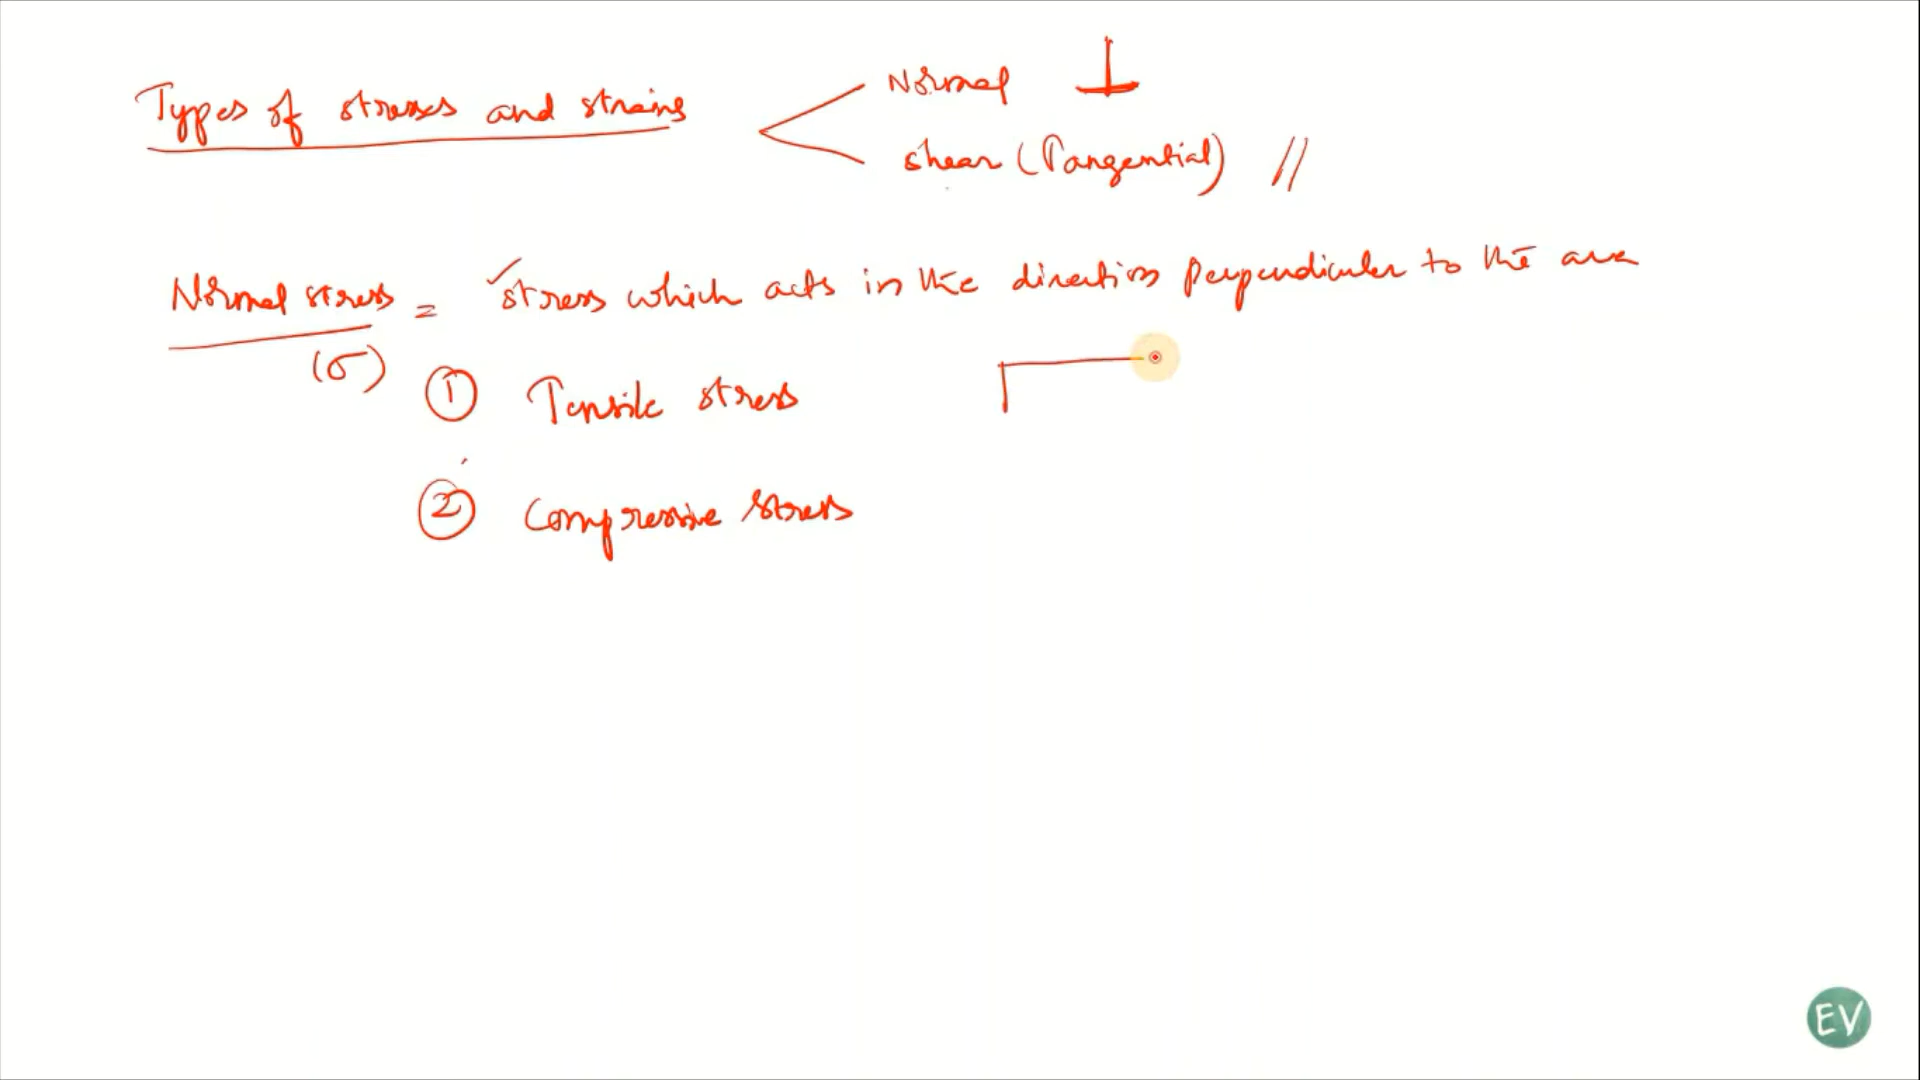 Types of stresses and strains
Normal ⊥
shear (Tangential) //
Normal stress = stress which acts in the direction perpendicular to the area
(σ)
① Tensile stress
② Compressive stress
EV